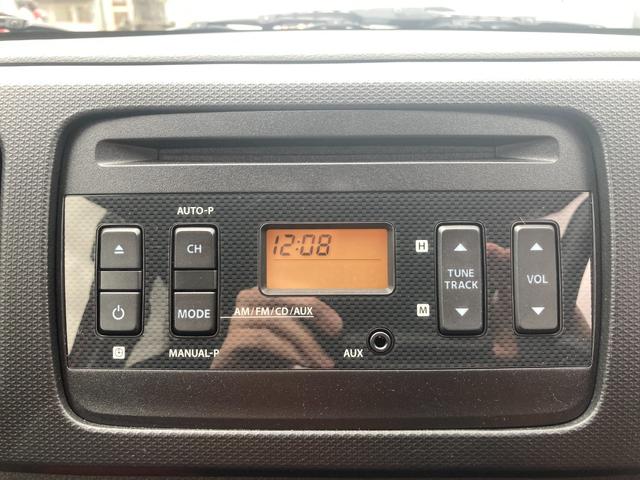 AUTO-P
CH
12:08
H
TUNE
TRACK
VOL
MODE
AM/FM/CD/AUX
M
MANUAL-P
AUX